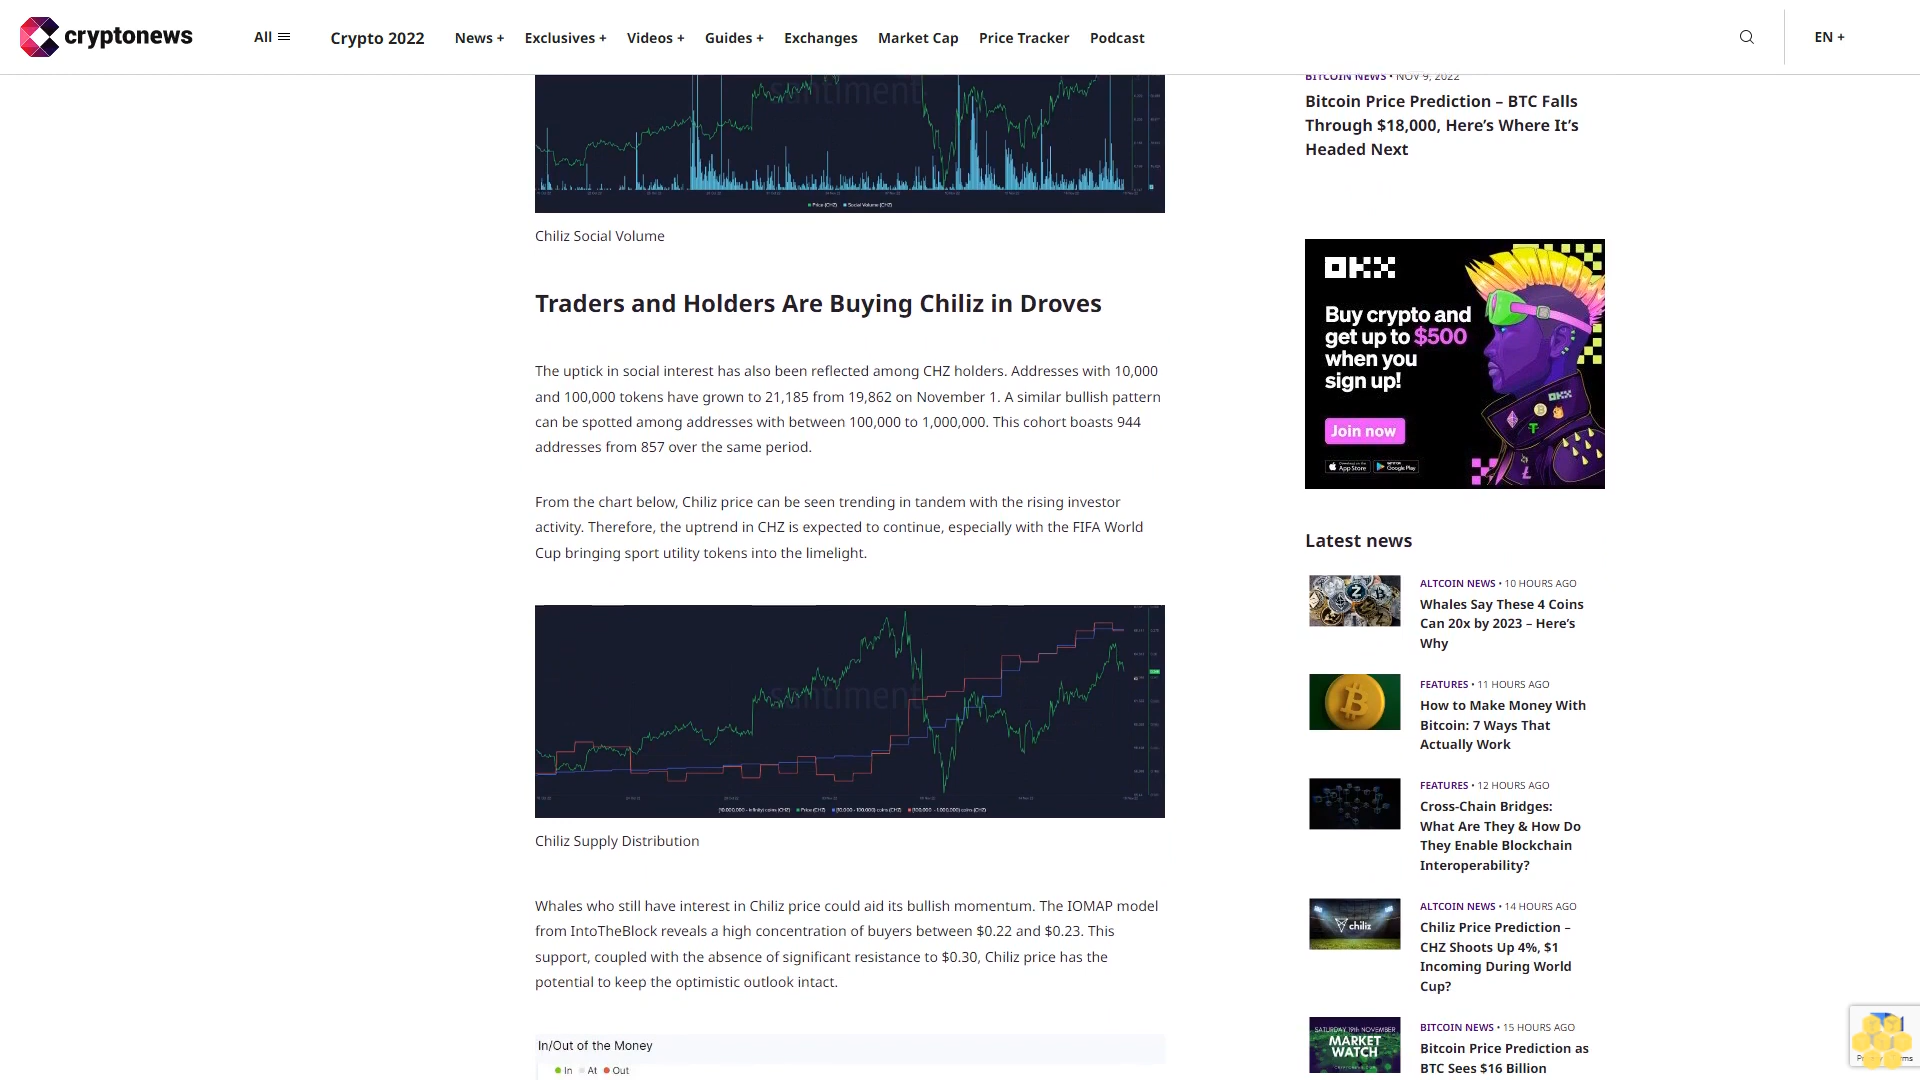 cryptonews
All
Crypto 2022
News +
Exclusives +
Videos +
Guides +
Exchanges
Market Cap
Price Tracker
Podcast
EN +
santiment
Price (CHZ) Social Volume (CHZ)
Chiliz Social Volume
Traders and Holders Are Buying Chiliz in Droves
The uptick in social interest has also been reflected among CHZ holders. Addresses with 10,000
and 100,000 tokens have grown to 21,185 from 19,862 on November 1. A similar bullish pattern
can be spotted among addresses with between 100,000 to 1,000,000. This cohort boasts 944
addresses from 857 over the same period.
From the chart below, Chiliz price can be seen trending in tandem with the rising investor
activity. Therefore, the uptrend in CHZ is expected to continue, especially with the FIFA World
Cup bringing sport utility tokens into the limelight.
santiment
Chiliz Supply Distribution
Whales who still have interest in Chiliz price could aid its bullish momentum. The IOMAP model
from IntoTheBlock reveals a high concentration of buyers between $0.22 and $0.23. This
support, coupled with the absence of significant resistance to $0.30, Chiliz price has the
potential to keep the optimistic outlook intact.
In/Out of the Money
In At Out
BITCOIN NEWS • NOV 9, 2022
Bitcoin Price Prediction – BTC Falls
Through $18,000, Here’s Where It’s
Headed Next
OKX
Buy crypto and
get up to $500
when you
sign up!
Join now
App Store
Google Play
Latest news
ALTCOIN NEWS • 10 HOURS AGO
Whales Say These 4 Coins
Can 20x by 2023 – Here’s
Why
FEATURES • 11 HOURS AGO
How to Make Money With
Bitcoin: 7 Ways That
Actually Work
FEATURES • 12 HOURS AGO
Cross-Chain Bridges:
What Are They & How Do
They Enable Blockchain
Interoperability?
chiliz
ALTCOIN NEWS • 14 HOURS AGO
Chiliz Price Prediction –
CHZ Shoots Up 4%, $1
Incoming During World
Cup?
SATURDAY 19th NOVEMBER
MARKET
WATCH
BITCOIN NEWS • 15 HOURS AGO
Bitcoin Price Prediction as
BTC Sees $16 Billion